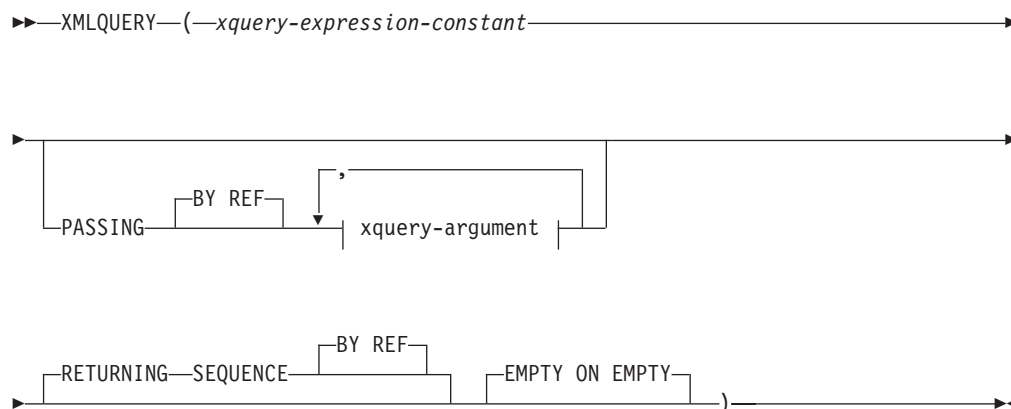 XMLQUERY ( xquery-expression-constant
,
BY REF
PASSING xquery-argument
BY REF
RETURNING SEQUENCE EMPTY ON EMPTY
)